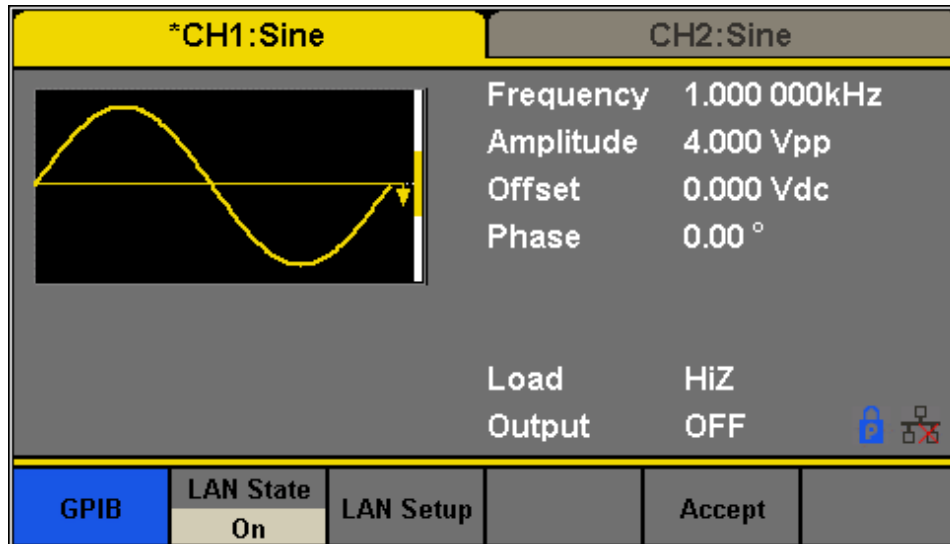 *CH1:Sine
CH2:Sine
Frequency 1.000 000kHz
Amplitude 4.000 Vpp
Offset 0.000 Vdc
Phase 0.00 °
Load HiZ
Output OFF
P
GPIB
LAN State
On
LAN Setup
Accept